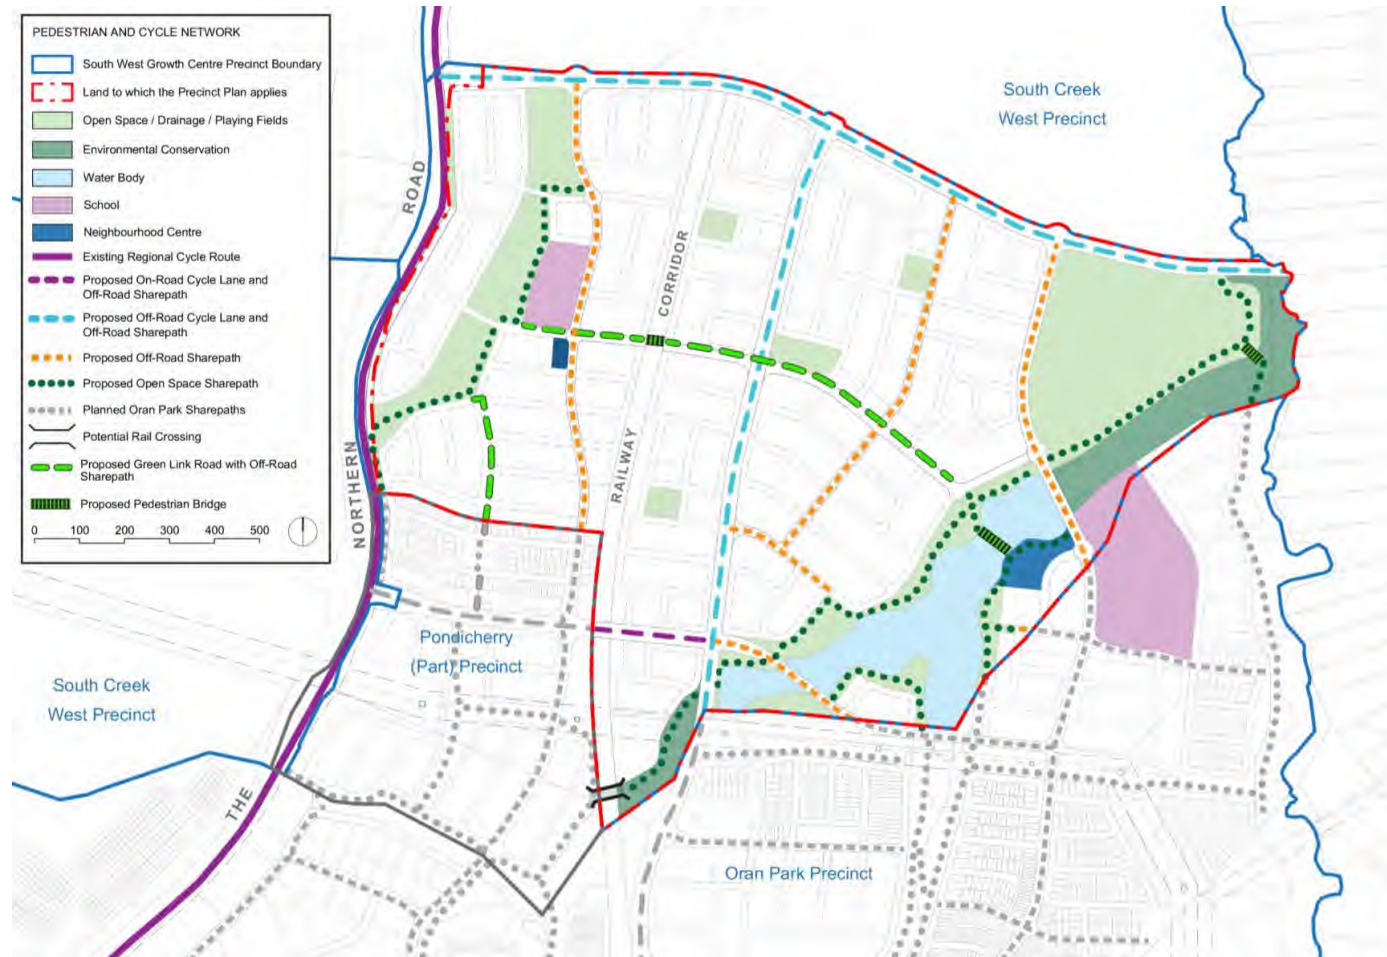 PEDESTRIAN AND CYCLE NETWORK
South West Growth Centre Precinct Boundary
Land to which the Precinct Plan applies
Open Space / Drainage / Playing Fields
Environmental Conservation
Water Body
School
Neighbourhood Centre
Existing Regional Cycle Route
Proposed On-Road Cycle Lane and
Off-Road Sharepath
Proposed Off-Road Cycle Lane and
Off-Road Sharepath
Proposed Off-Road Sharepath
Proposed Open Space Sharepath
Planned Oran Park Sharepaths
Potential Rail Crossing
Proposed Green Link Road with Off-Road
Sharepath
Proposed Pedestrian Bridge
0 100 200 300 400 500
South Creek
West Precinct
ROAD
CORRIDOR
RAILWAY
NORTHERN
Pondicherry
(Part) Precinct
South Creek
West Precinct
THE
Oran Park Precinct